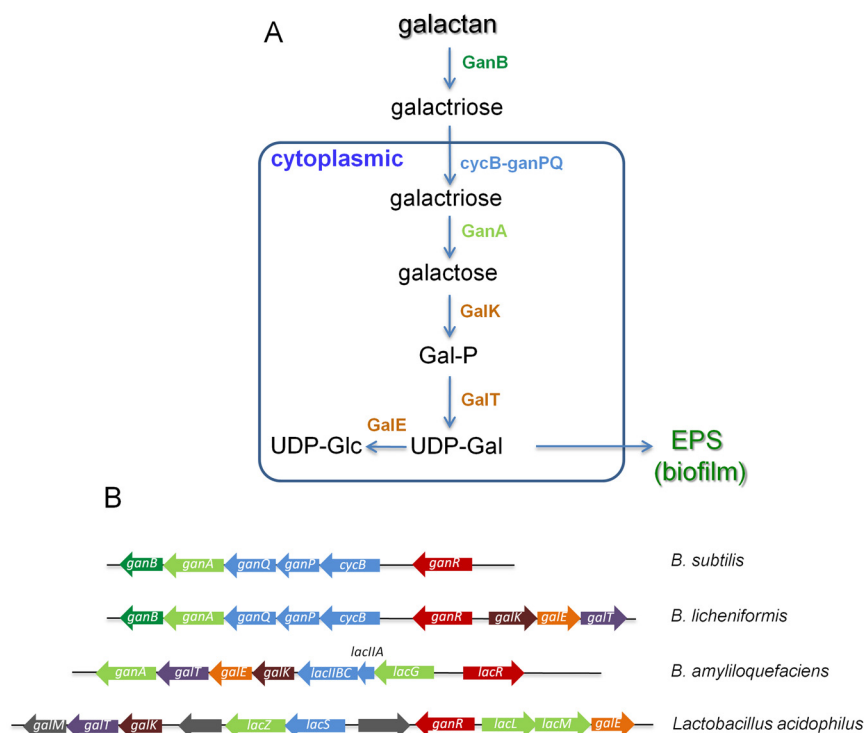 A
galactan
GanB
galactriose
cytoplasmic
cycB-ganPQ
galactriose
GanA
galactose
GalK
Gal-P
GalT
GalE
UDP-Glc UDP-Gal EPS
(biofilm)
B
ganB ganA ganQ ganP cycB ganR B. subtilis
ganB ganA ganQ ganP cycB ganR galK galE galT B. licheniformis
lacIIA
ganA galT galE galK lacIIBC lacG lacR B. amyliloquefaciens
galM galT galK lacZ lacS ganR lacL lacM galE Lactobacillus acidophilus